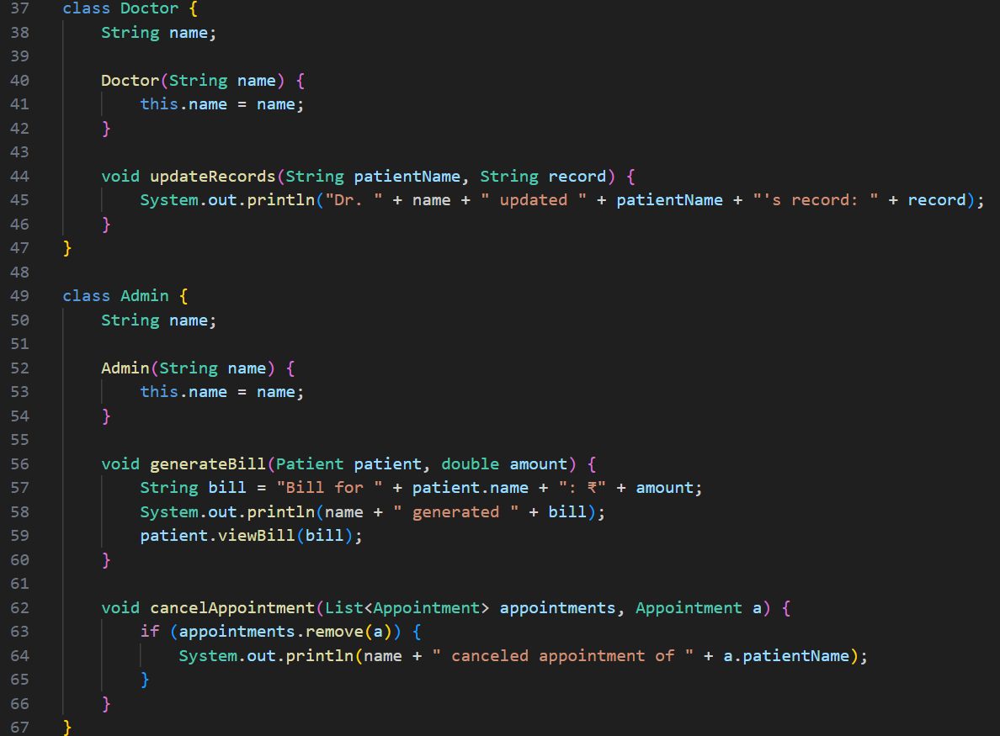 37 class Doctor {
38     String name;
39
40     Doctor(String name) {
41         this.name = name;
42     }
43
44     void updateRecords(String patientName, String record) {
45         System.out.println("Dr. " + name + " updated " + patientName + "'s record: " + record);
46     }
47 }
48
49 class Admin {
50     String name;
51
52     Admin(String name) {
53         this.name = name;
54     }
55
56     void generateBill(Patient patient, double amount) {
57         String bill = "Bill for " + patient.name + ": ₹" + amount;
58         System.out.println(name + " generated " + bill);
59         patient.viewBill(bill);
60     }
61
62     void cancelAppointment(List<Appointment> appointments, Appointment a) {
63         if (appointments.remove(a)) {
64             System.out.println(name + " canceled appointment of " + a.patientName);
65         }
66     }
67 }